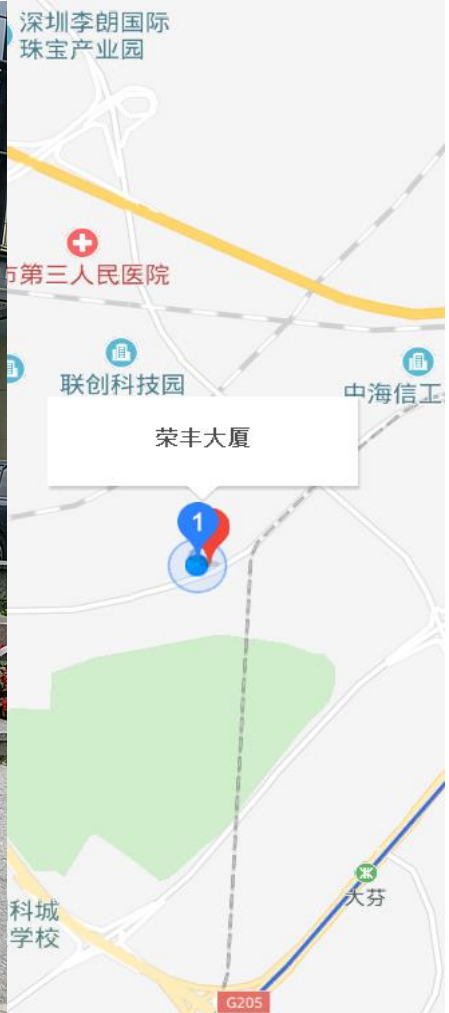 深圳李朗国际
珠宝产业园
市第三人民医院
联创科技园
中海信工
荣丰大厦
1
大芬
科城
学校
G205